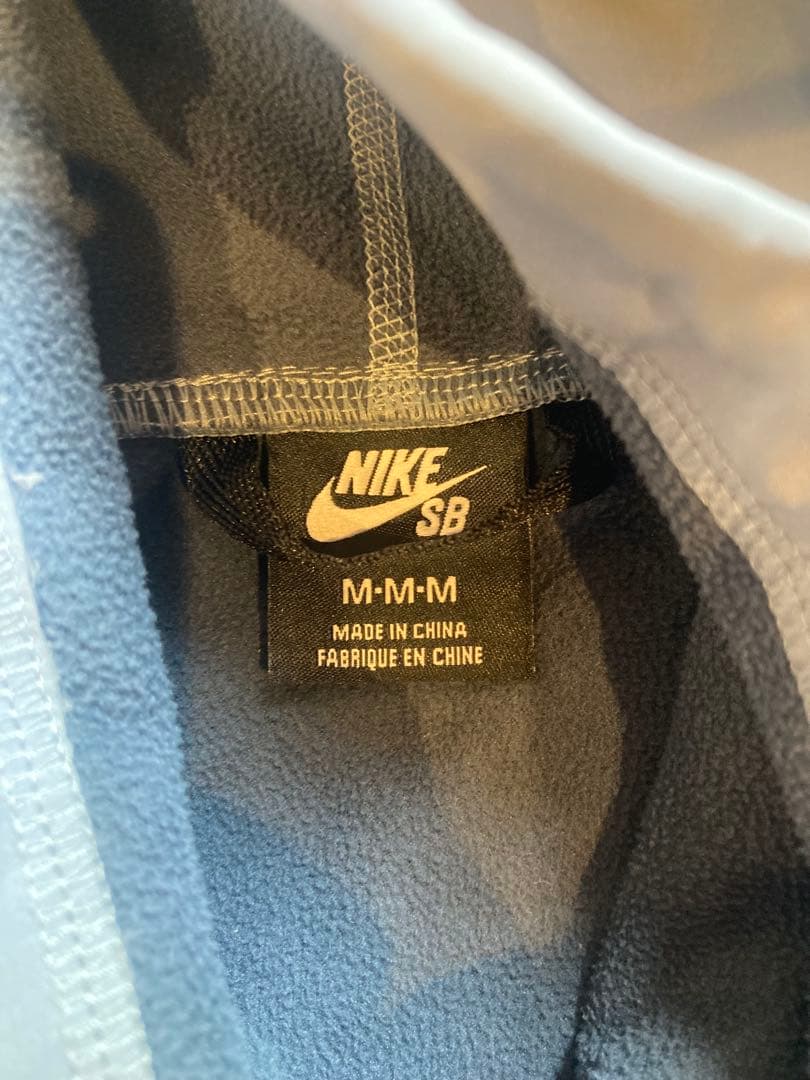 NIKE
SB
M-M-M
MADE IN CHINA
FABRIQUE EN CHINE